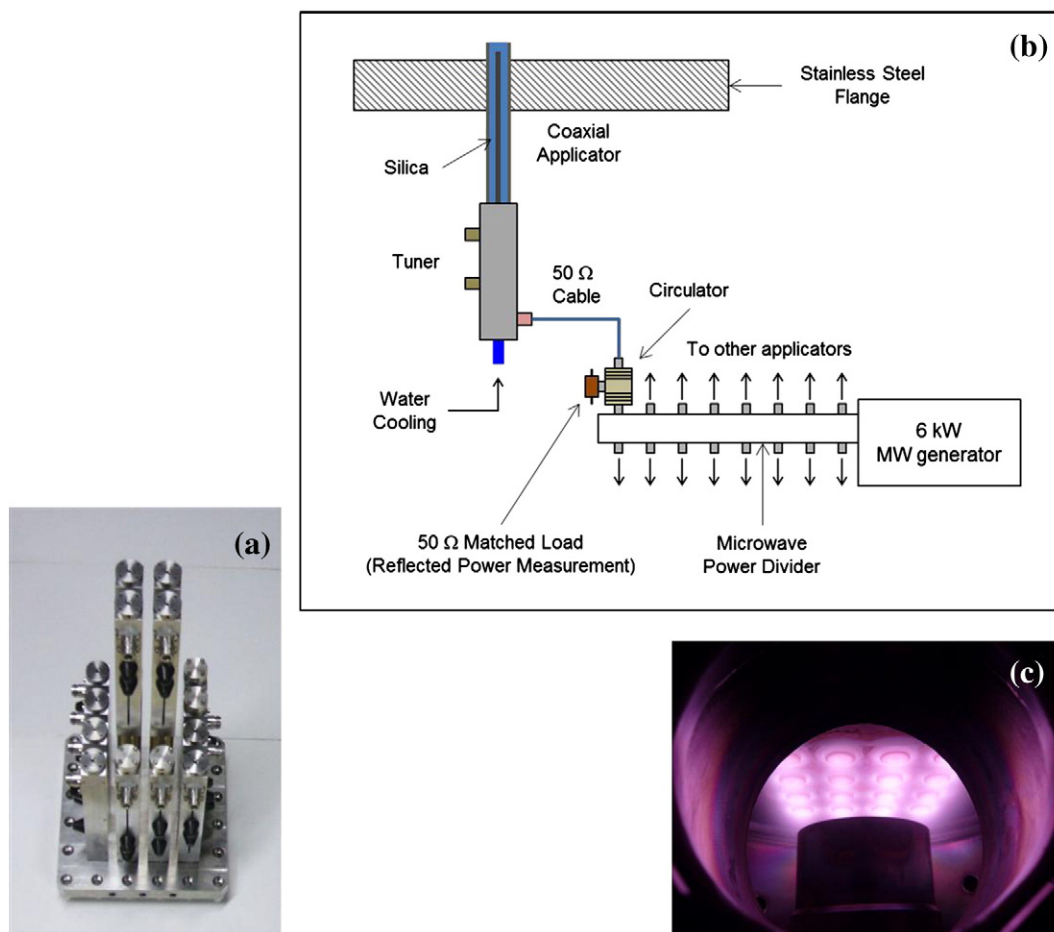 (b)
Stainless Steel
Flange
Coaxial
Applicator
Silica
Tuner
50 Ω
Cable
Circulator
To other applicators
Water
Cooling
6 kW
MW generator
50 Ω Matched Load
(Reflected Power Measurement)
Microwave
Power Divider
(a)
(c)